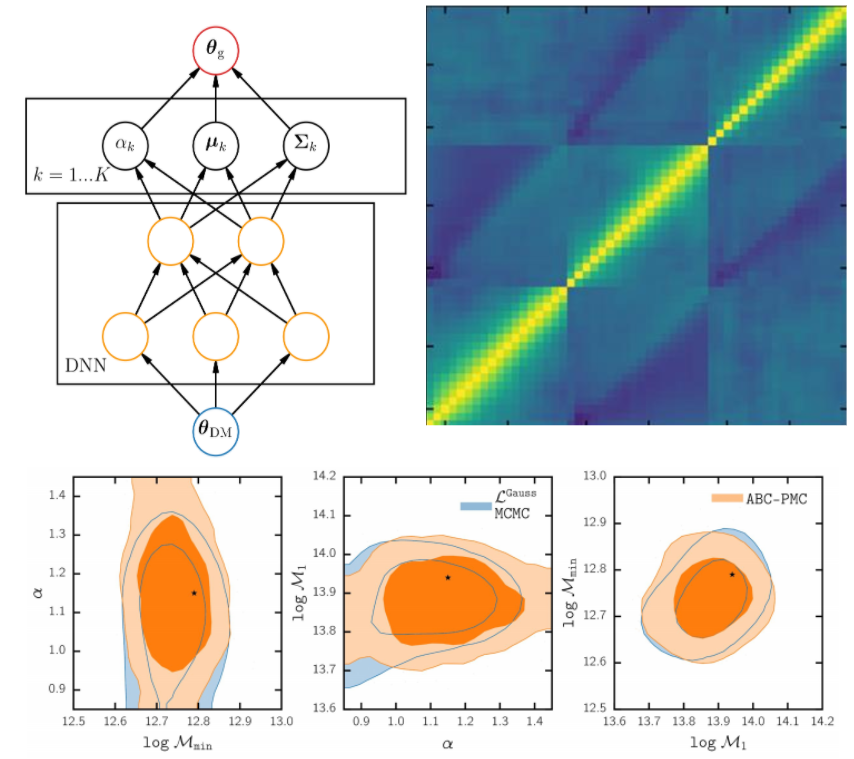 θg
αk
μk
Σk
k = 1...K
DNN
θDM
1.4
1.3
1.2
1.1
1.0
0.9
α
12.5 12.6 12.7 12.8 12.9 13.0
log ℳmin
14.2
14.1
14.0
13.9
13.8
13.7
13.6
log ℳ1
ℒGauss
MCMC
0.9 1.0 1.1 1.2 1.3 1.4
α
13.0
12.9
12.8
12.7
12.6
12.5
log ℳmin
ABC-PMC
13.6 13.7 13.8 13.9 14.0 14.1 14.2
log ℳ1